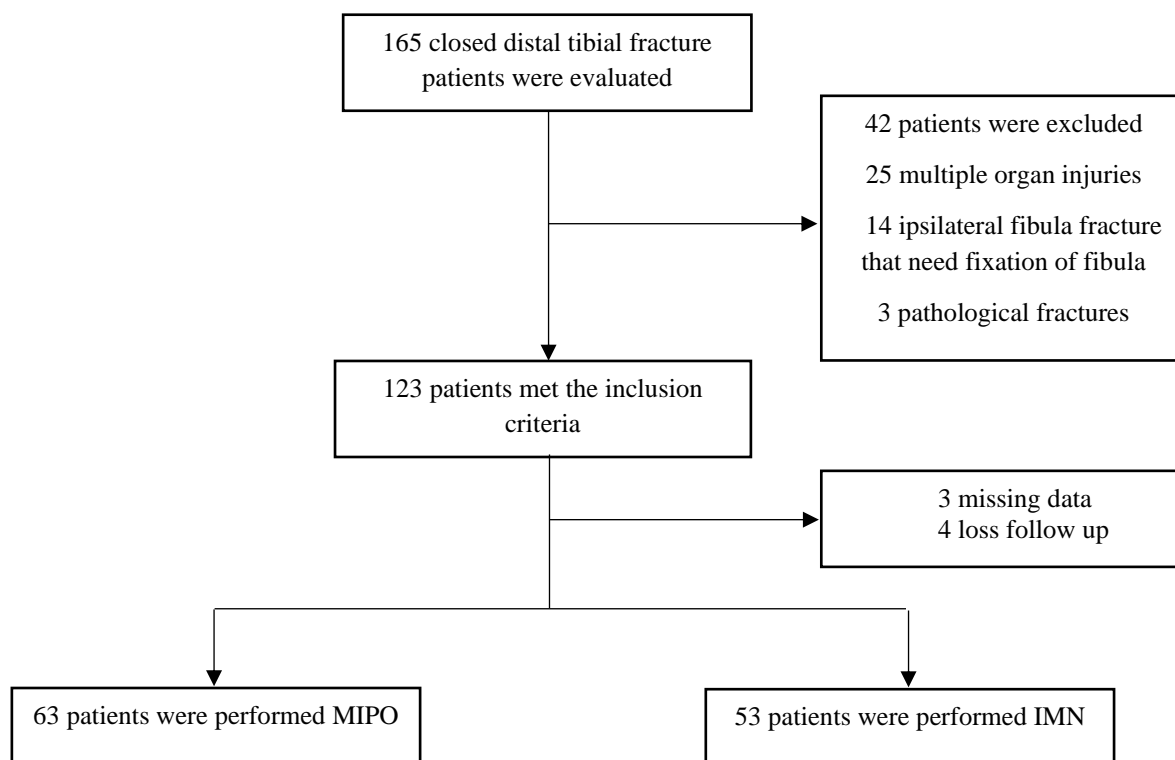 165 closed distal tibial fracture
patients were evaluated
42 patients were excluded
25 multiple organ injuries
14 ipsilateral fibula fracture
that need fixation of fibula
3 pathological fractures
123 patients met the inclusion
criteria
3 missing data
4 loss follow up
63 patients were performed MIPO
53 patients were performed IMN